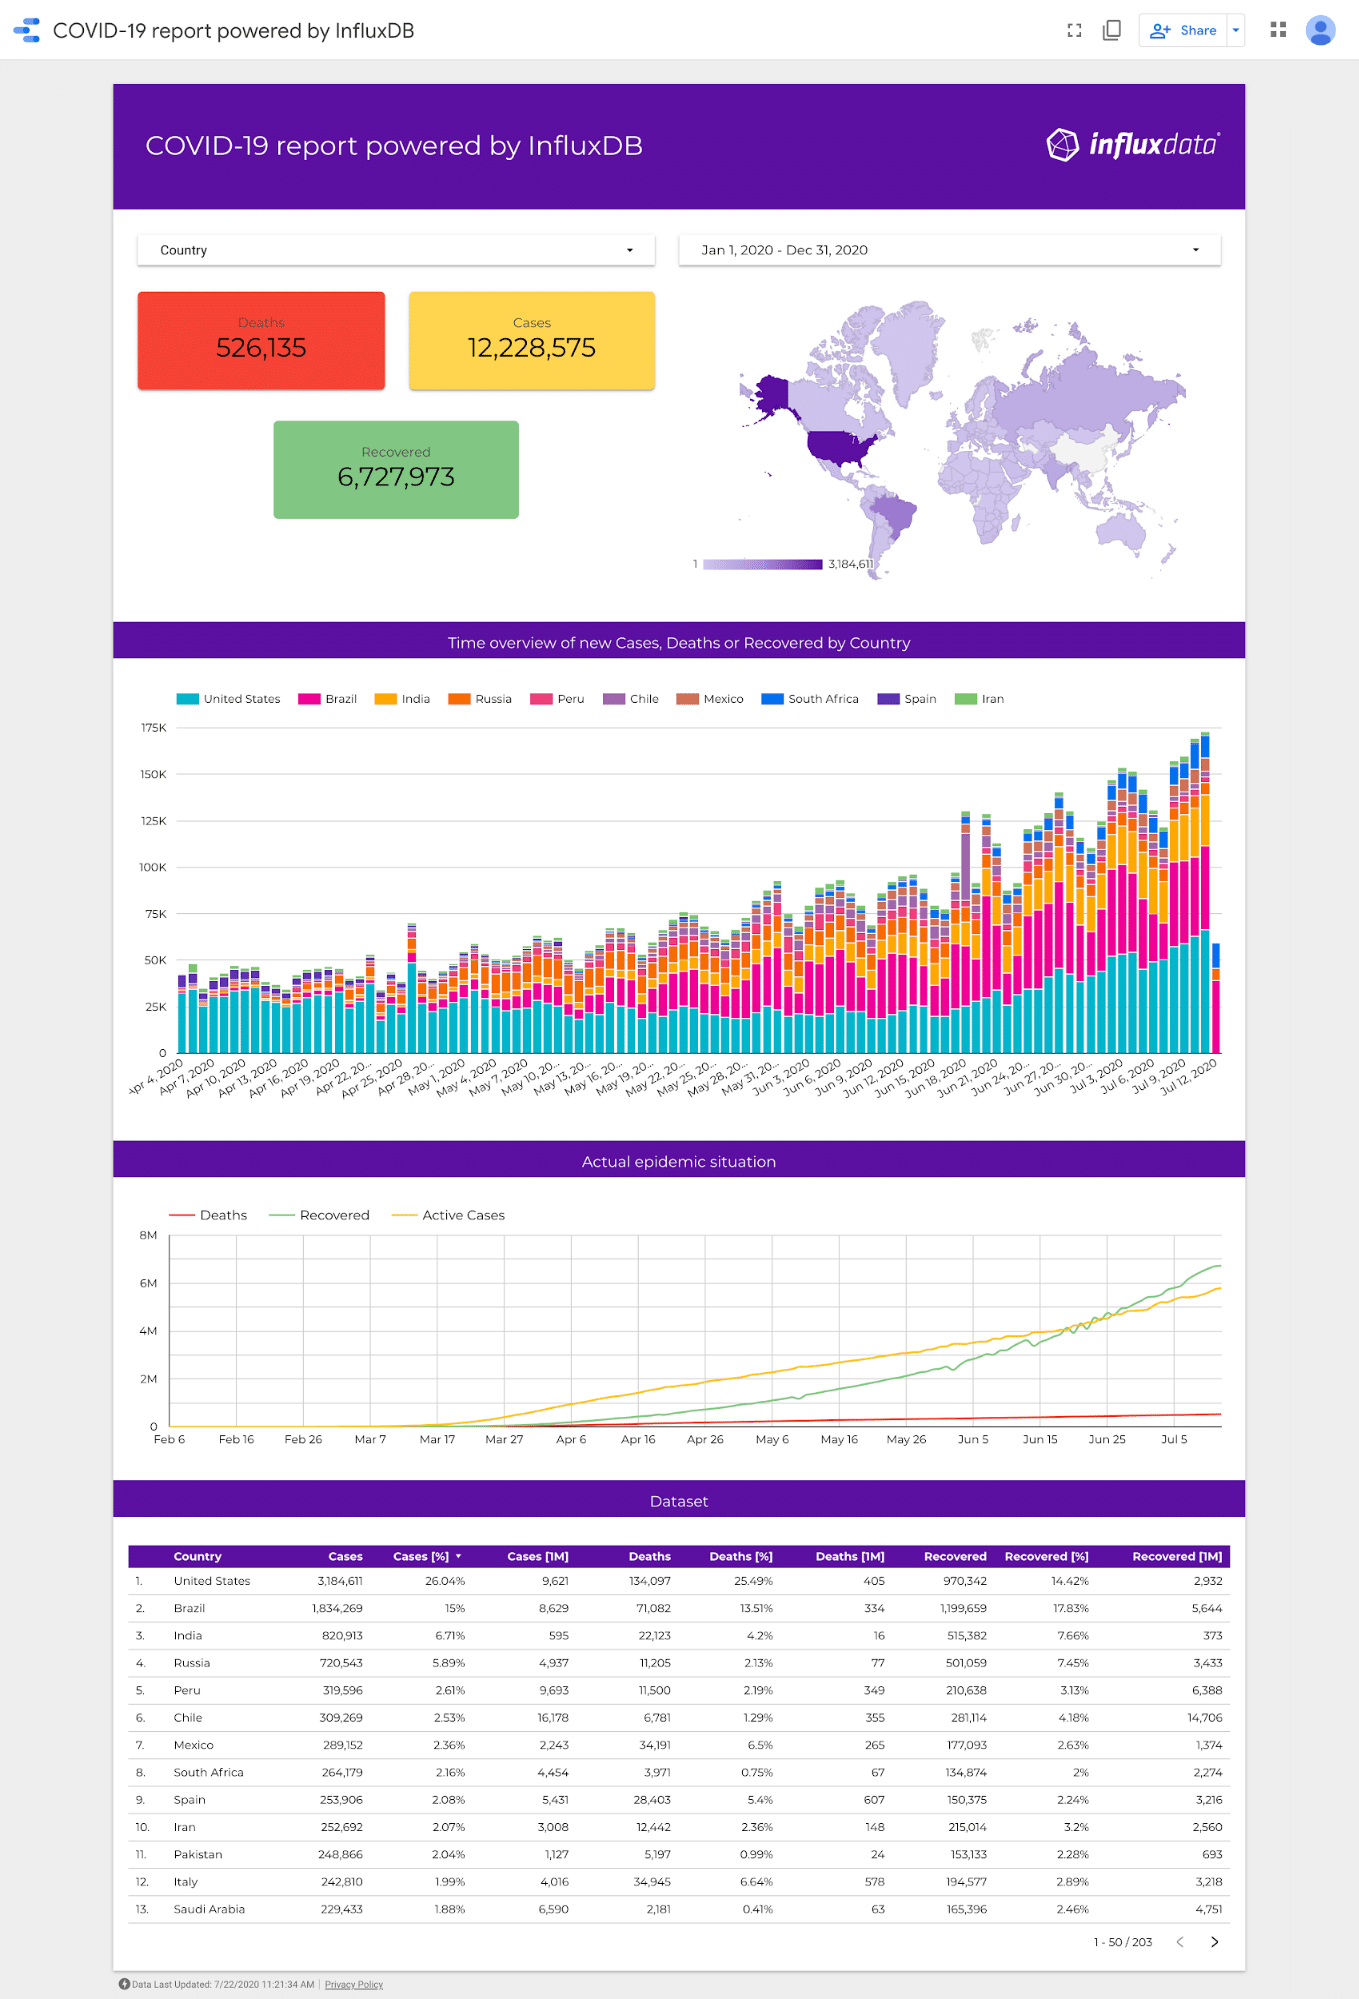 COVID-19 report powered by InfluxDB
Share
COVID-19 report powered by InfluxDB
influxdata
Country
Jan 1, 2020 - Dec 31, 2020
Deaths
526,135
Cases
12,228,575
Recovered
6,727,973
1 3,184,611
Time overview of new Cases, Deaths or Recovered by Country
United States Brazil India Russia Peru Chile Mexico South Africa Spain Iran
175K
150K
125K
100K
75K
50K
25K
0
Apr 4, 2020 Apr 7, 2020 Apr 10, 2020 Apr 13, 2020 Apr 16, 2020 Apr 19, 2020 Apr 22, 20... Apr 25, 2020 Apr 28, 20... May 1, 2020 May 4, 2020 May 7, 2020 May 10, 20... May 13, 20... May 16, 20... May 19, 20... May 22, 20... May 25, 20... May 28, 20... May 31, 20... Jun 3, 2020 Jun 6, 2020 Jun 9, 2020 Jun 12, 2020 Jun 15, 2020 Jun 18, 2020 Jun 21, 2020 Jun 24, 20... Jun 27, 20... Jun 30, 20... Jul 3, 2020 Jul 6, 2020 Jul 9, 2020 Jul 12, 2020
Actual epidemic situation
Deaths Recovered Active Cases
8M
6M
4M
2M
0
Feb 6 Feb 16 Feb 26 Mar 7 Mar 17 Mar 27 Apr 6 Apr 16 Apr 26 May 6 May 16 May 26 Jun 5 Jun 15 Jun 25 Jul 5
Dataset
Country Cases Cases [%] Cases [1M] Deaths Deaths [%] Deaths [1M] Recovered Recovered [%] Recovered [1M]
1. United States 3,184,611 26.04% 9,621 134,097 25.49% 405 970,342 14.42% 2,932
2. Brazil 1,834,269 15% 8,629 71,082 13.51% 334 1,199,659 17.83% 5,644
3. India 820,913 6.71% 595 22,123 4.2% 16 515,382 7.66% 373
4. Russia 720,543 5.89% 4,937 11,205 2.13% 77 501,059 7.45% 3,433
5. Peru 319,596 2.61% 9,693 11,500 2.19% 349 210,638 3.13% 6,388
6. Chile 309,269 2.53% 16,178 6,781 1.29% 355 281,114 4.18% 14,706
7. Mexico 289,152 2.36% 2,243 34,191 6.5% 265 177,093 2.63% 1,374
8. South Africa 264,179 2.16% 4,454 3,971 0.75% 67 134,874 2% 2,274
9. Spain 253,906 2.08% 5,431 28,403 5.4% 607 150,375 2.24% 3,216
10. Iran 252,692 2.07% 3,008 12,442 2.36% 148 215,014 3.2% 2,560
11. Pakistan 248,866 2.04% 1,127 5,197 0.99% 24 153,133 2.28% 693
12. Italy 242,810 1.99% 4,016 34,945 6.64% 578 194,577 2.89% 3,218
13. Saudi Arabia 229,433 1.88% 6,590 2,181 0.41% 63 165,396 2.46% 4,751
1 - 50 / 203
Data Last Updated: 7/22/2020 11:21:34 AM Privacy Policy